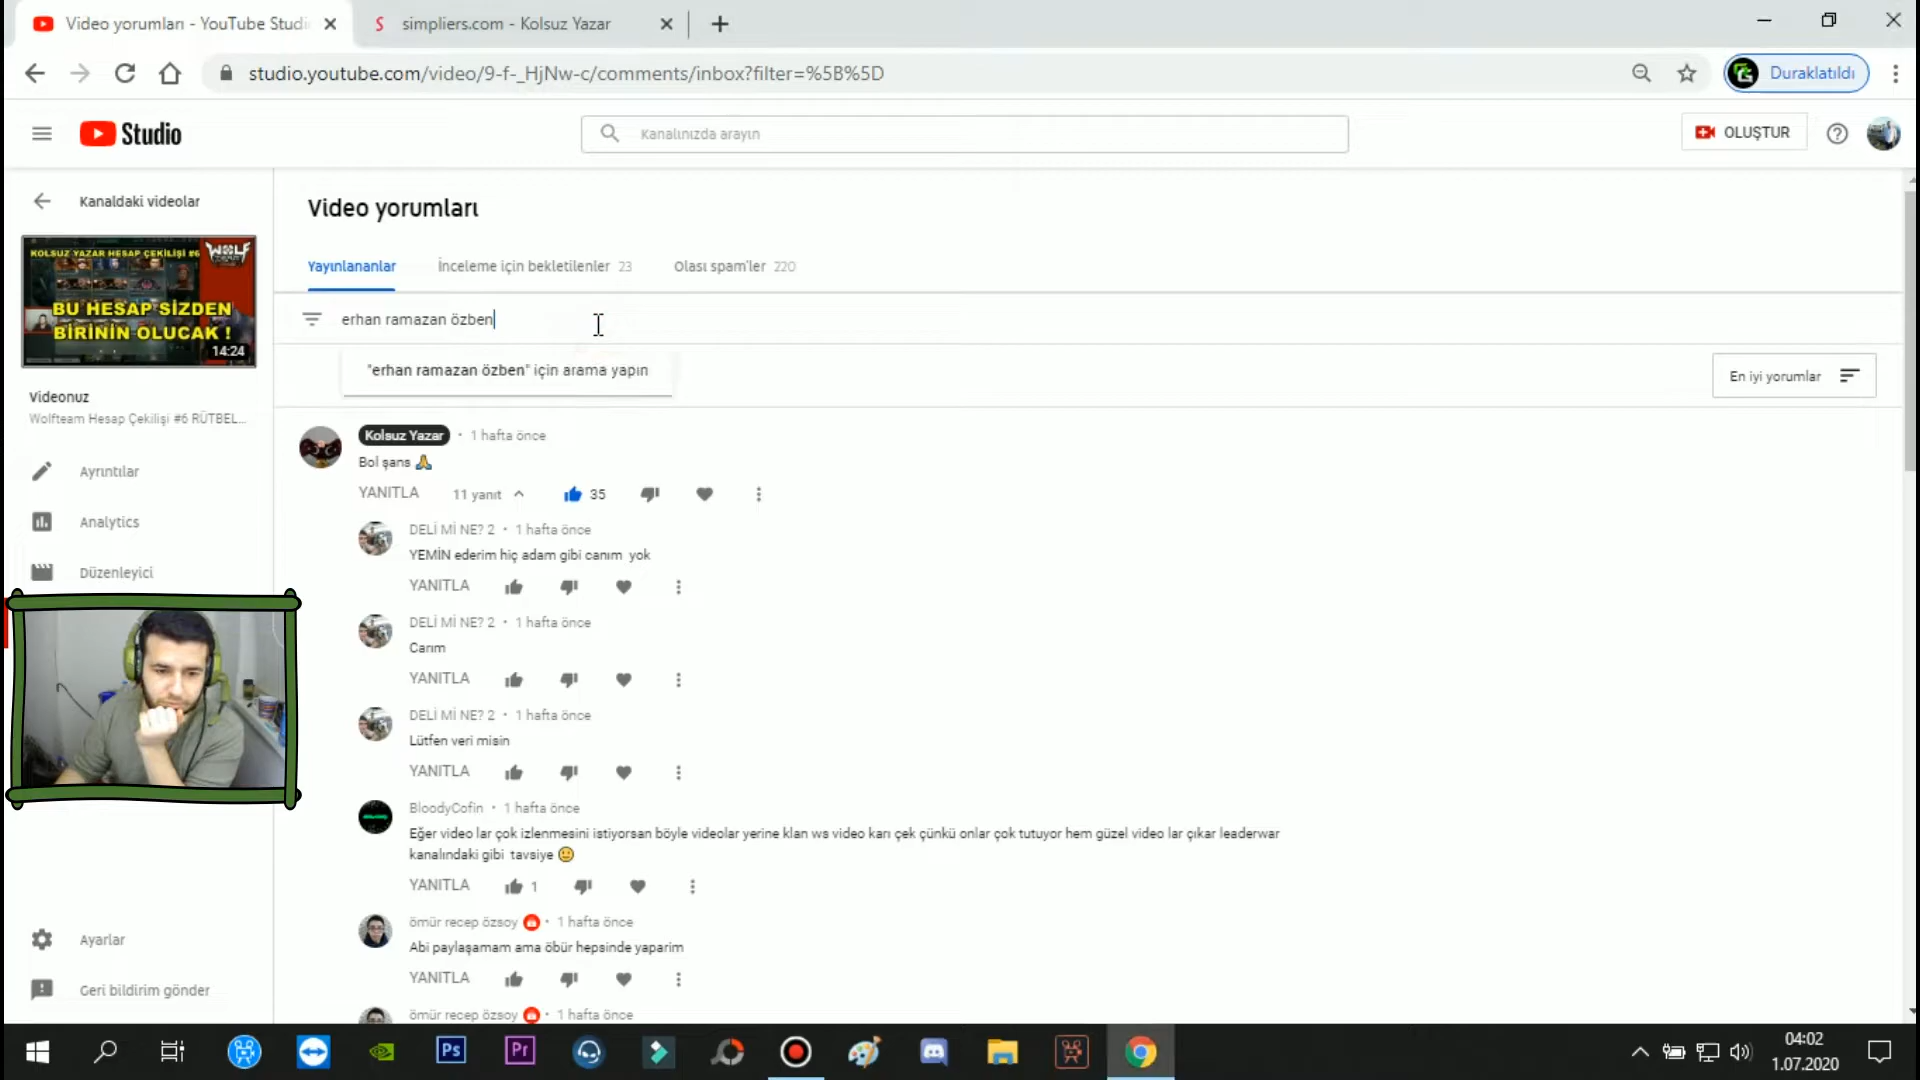 Video yorumları - YouTube Studi
simpliers.com - Kolsuz Yazar
studio.youtube.com/video/9-f-_HjNw-c/comments/inbox?filter=%5B%5D
Duraklatıldı
Studio
Kanalınızda arayın
OLUŞTUR
Kanaldaki videolar
KOLSUZ YAZAR HESAP ÇEKİLİŞİ #6
WOLF
BU HESAP SİZDEN
BİRİNİN OLUCAK !
14:24
Videonuz
Wolfteam Hesap Çekilişi #6 RÜTBEL...
Ayrıntılar
Analytics
Düzenleyici
Ayarlar
Geri bildirim gönder
Video yorumları
Yayınlananlar
İnceleme için bekletilenler 23
Olası spam'ler 220
erhan ramazan özben
"erhan ramazan özben" için arama yapın
En iyi yorumlar
Kolsuz Yazar • 1 hafta önce
Bol şans 🙏
YANITLA 11 yanıt 35
DELİ Mİ NE? 2 • 1 hafta önce
YEMİN ederim hiç adam gibi canım yok
YANITLA
DELİ Mİ NE? 2 • 1 hafta önce
Carım
YANITLA
DELİ Mİ NE? 2 • 1 hafta önce
Lütfen veri misin
YANITLA
BloodyCofin • 1 hafta önce
Eğer video lar çok izlenmesini istiyorsan böyle videolar yerine klan ws video karı çek çünkü onlar çok tutuyor hem güzel video lar çıkar leaderwar
kanalındaki gibi tavsiye 🙂
YANITLA 1
ömür recep özsoy • 1 hafta önce
Abi paylaşamam ama öbür hepsinde yaparim
YANITLA
ömür recep özsoy • 1 hafta önce
Ps
Pr
04:02
1.07.2020